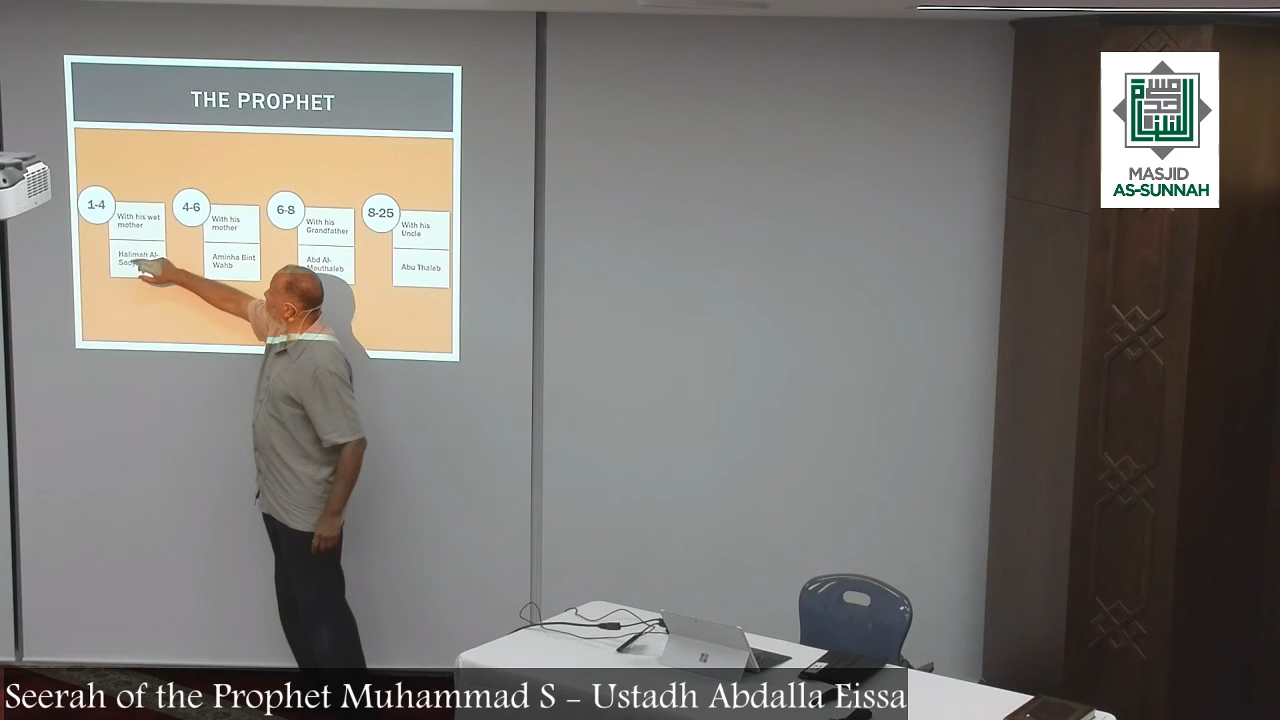 THE PROPHET
1-4
With his wet
mother
Halimah Al-
4-6
With his
mother
Aminha Bint
Wahb
6-8
With his
Grandfather
Abd Al-
Mouthaleb
8-25
With his
Uncle
Abu Thaleb
MASJID
AS-SUNNAH
Seerah of the Prophet Muhammad S - Ustadh Abdalla Eissa